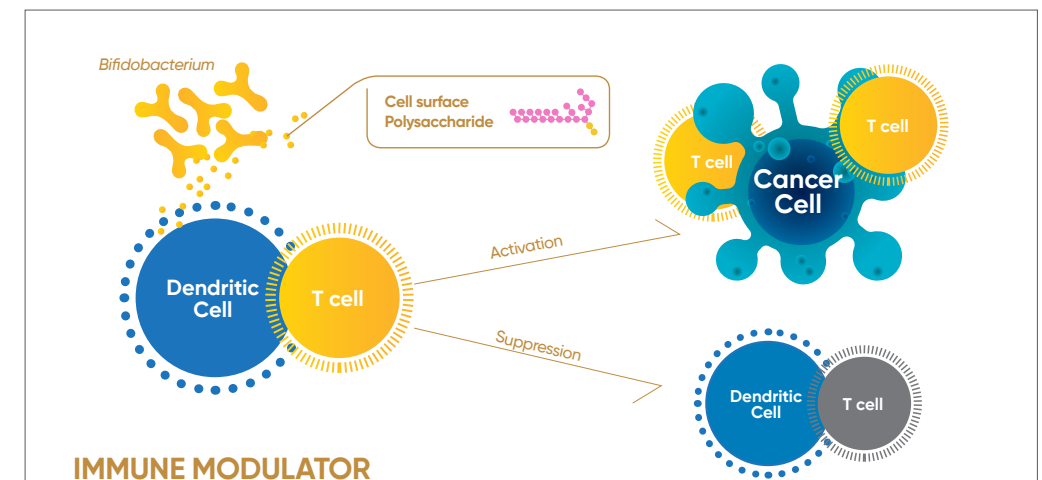 Bifidobacterium
Cell surface
Polysaccharide
T cell
T cell
Cancer
Cell
Dendritic
Cell
T cell
Activation
Suppression
Dendritic
Cell
T cell
IMMUNE MODULATOR